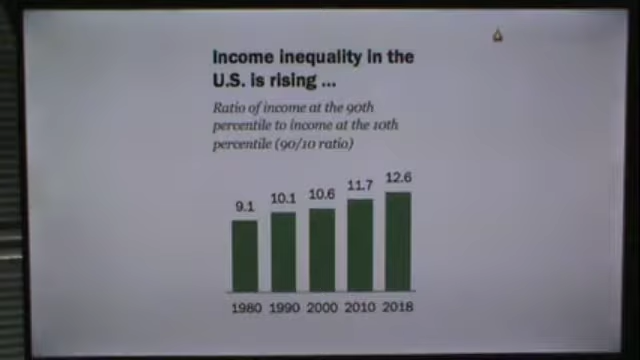 Income inequality in the
U.S. is rising ...
Ratio of income at the 90th
percentile to income at the 10th
percentile (90/10 ratio)
9.1 10.1 10.6 11.7 12.6
1980 1990 2000 2010 2018